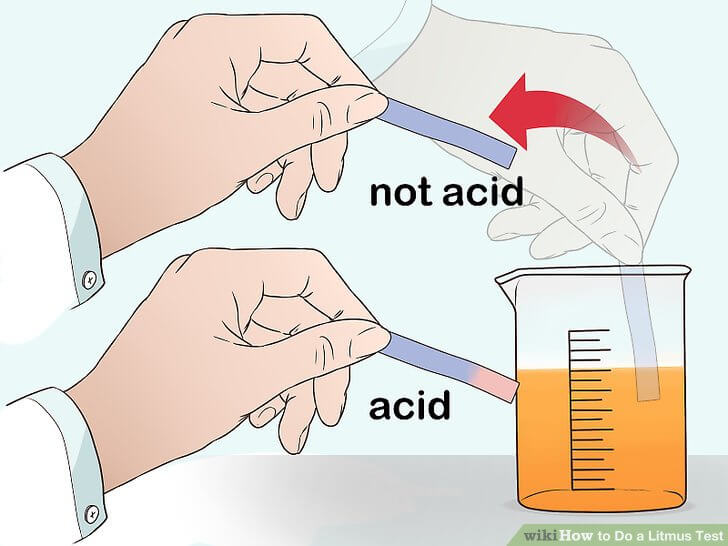 not acid
acid
wikiHow to Do a Litmus Test